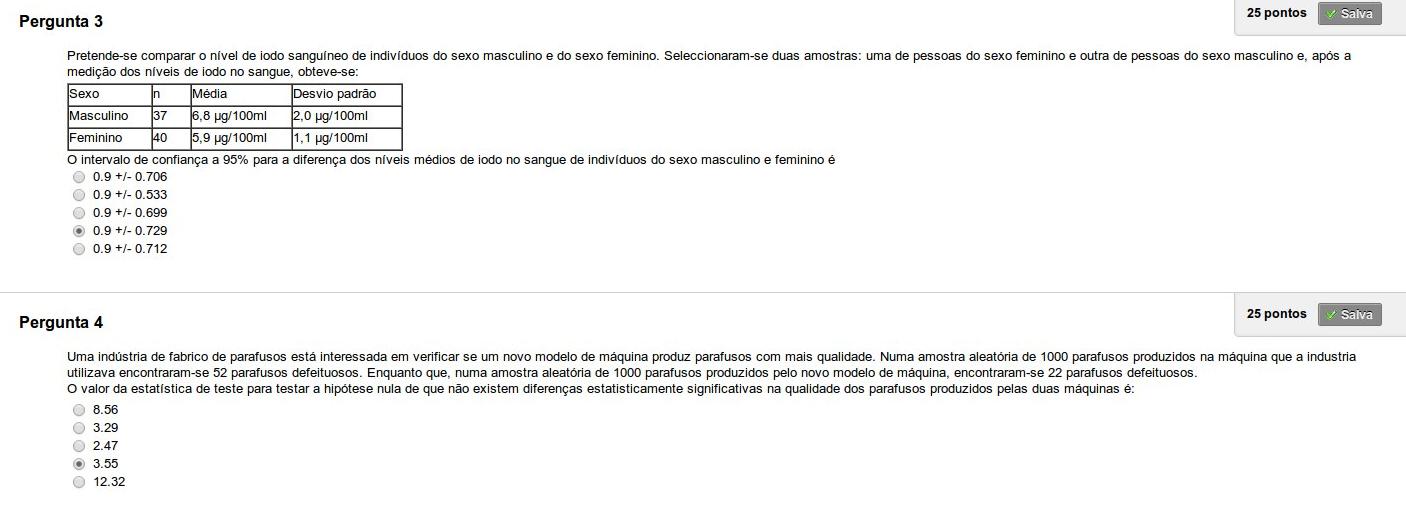 Pergunta 3
25 pontos
Salva
Pretende-se comparar o nível de iodo sanguíneo de indivíduos do sexo masculino e do sexo feminino. Seleccionaram-se duas amostras: uma de pessoas do sexo feminino e outra de pessoas do sexo masculino e, após a
medição dos níveis de iodo no sangue, obteve-se:
Sexo n Média Desvio padrão
Masculino 37 6,8 µg/100ml 2,0 µg/100ml
Feminino 40 5,9 µg/100ml 1,1 µg/100ml
O intervalo de confiança a 95% para a diferença dos níveis médios de iodo no sangue de indivíduos do sexo masculino e feminino é
0.9 +/- 0.706
0.9 +/- 0.533
0.9 +/- 0.699
0.9 +/- 0.729
0.9 +/- 0.712
Pergunta 4
25 pontos
Salva
Uma indústria de fabrico de parafusos está interessada em verificar se um novo modelo de máquina produz parafusos com mais qualidade. Numa amostra aleatória de 1000 parafusos produzidos na máquina que a industria
utilizava encontraram-se 52 parafusos defeituosos. Enquanto que, numa amostra aleatória de 1000 parafusos produzidos pelo novo modelo de máquina, encontraram-se 22 parafusos defeituosos.
O valor da estatística de teste para testar a hipótese nula de que não existem diferenças estatisticamente significativas na qualidade dos parafusos produzidos pelas duas máquinas é:
8.56
3.29
2.47
3.55
12.32